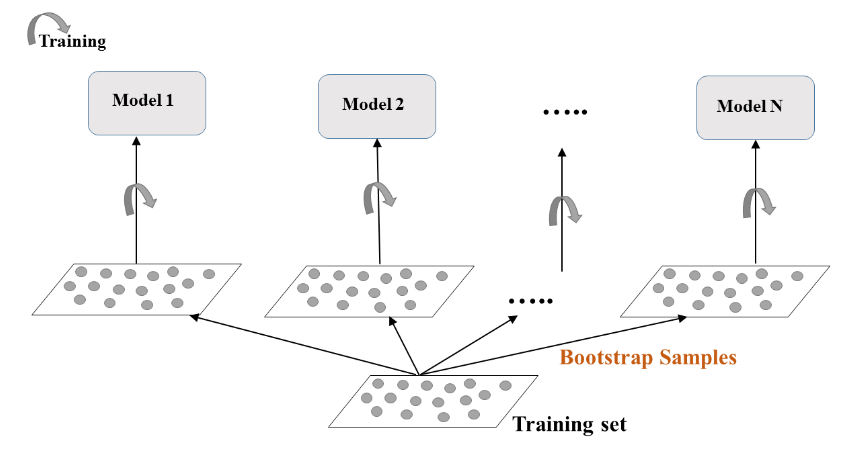 Training
Model 1
Model 2
.....
Model N
.....
Bootstrap Samples
Training set